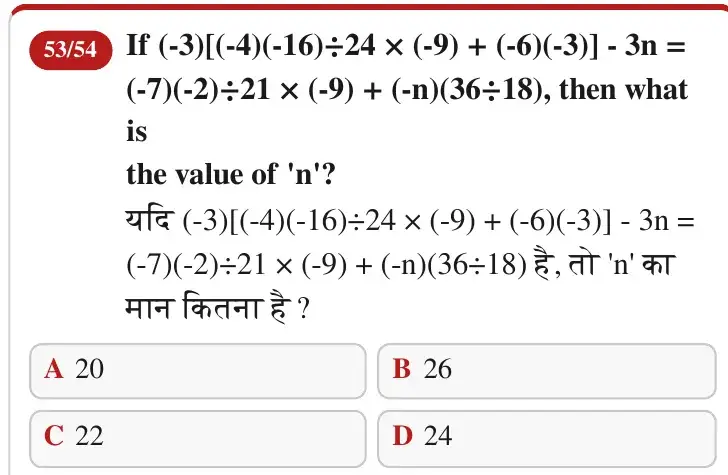 53/54 If (-3)[(-4)(-16)÷24 × (-9) + (-6)(-3)] - 3n =
(-7)(-2)÷21 × (-9) + (-n)(36÷18), then what
is
the value of 'n'?
यदि (-3)[(-4)(-16)÷24 × (-9) + (-6)(-3)] - 3n =
(-7)(-2)÷21 × (-9) + (-n)(36÷18) है, तो 'n' का
मान कितना है ?
A 20
B 26
C 22
D 24